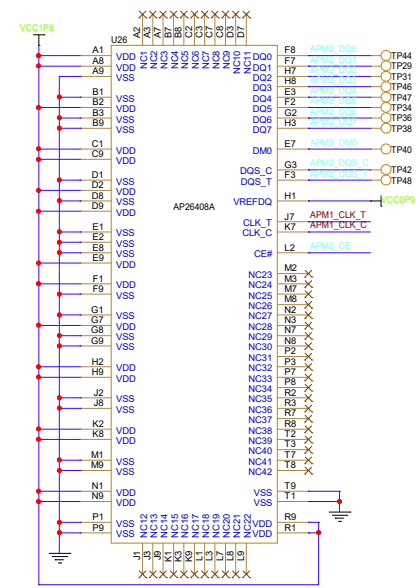 VCC1P8
U26
A2 A3 A7 B7 B8 C2 C3 C7 C8 D3 D7
NC1 NC2 NC3 NC4 NC5 NC6 NC7 NC8 NC9 NC10 NC11
A1 VDD DQ0 F8 APM2_DQ0 TP44
A8 VDD DQ1 F7 TP29
A9 VSS DQ2 H7 TP31
DQ3 H8 TP46
B1 VSS DQ4 E3 TP47
B2 VDD DQ5 F2 TP34
B3 VSS DQ6 G2 TP36
B9 VSS DQ7 H3 TP38
C1 VDD DM0 E7 APM2_DM0 TP40
C9 VDD
DQS_C G3 APM2_DQS_C TP42
D1 VSS DQS_T F3 TP48
D2 VDD
D8 VSS VREFDQ H1 VCC0P9
D9 VDD
AP26408A
CLK_T J7 APM1_CLK_T
E1 VSS CLK_C K7 APM1_CLK_C
E2 VSS
E8 VSS CE# L2 APM2_CE
E9 VDD
NC23 M2
F1 VDD NC24 M3
F9 VSS NC25 M7
NC26 M8
G1 VSS NC27 N2
G7 VDD NC28 N3
G8 VSS NC29 N7
G9 VSS NC30 N8
NC31 P2
H2 VDD NC32 P3
H9 VDD NC33 P7
NC34 P8
J2 VSS NC35 R2
J8 VSS NC36 R3
NC37 R7
K2 VDD NC38 R8
K8 VDD NC39 T2
NC40 T3
M1 VSS NC41 T7
M9 VSS NC42 T8
N1 VDD VSS T9
N9 VDD VSS T1
P1 VSS VDD R9
P9 VSS VDD R1
NC12 NC13 NC14 NC15 NC16 NC17 NC18 NC19 NC20 NC21 NC22
J1 J3 J9 K1 K3 K9 L1 L3 L7 L8 L9